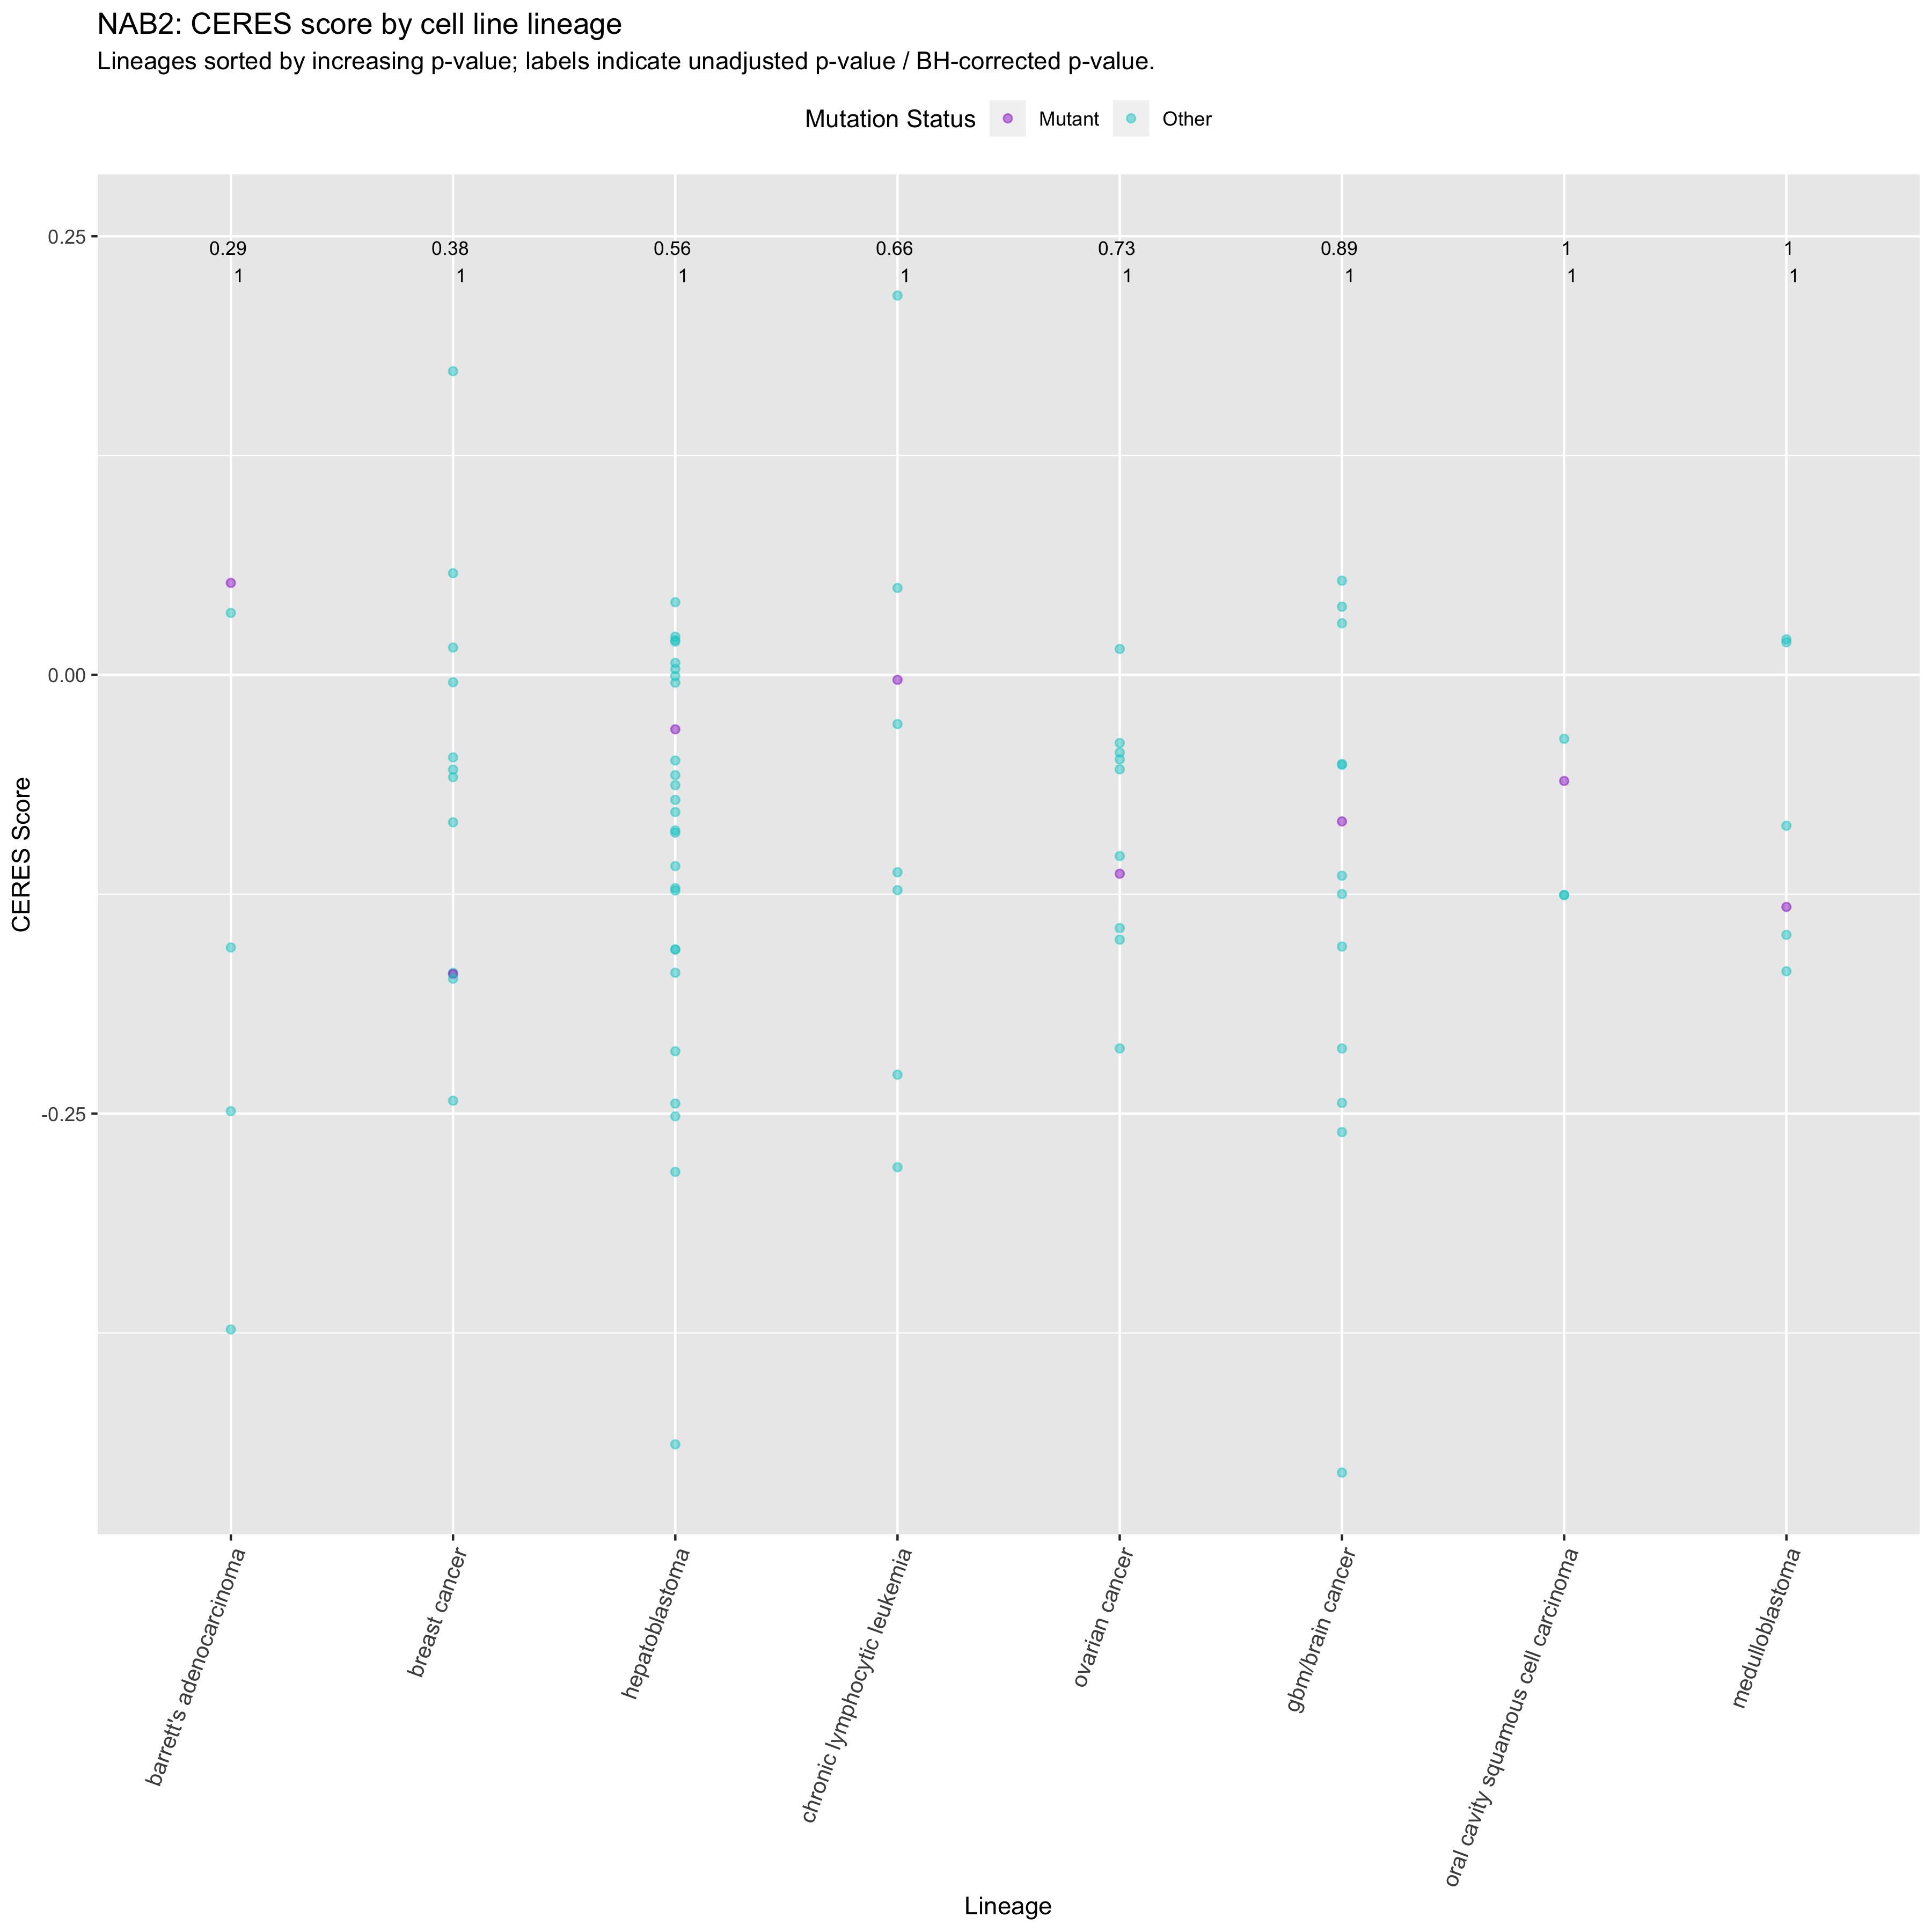 NAB2: CERES score by cell line lineage
Lineages sorted by increasing p-value; labels indicate unadjusted p-value / BH-corrected p-value.
Mutation Status Mutant Other
0.25
0.29 0.38 0.56 0.66 0.73 0.89 1 1
1 1 1 1 1 1 1 1
0.00
-0.25
CERES Score
barrett's adenocarcinoma
breast cancer
hepatoblastoma
chronic lymphocytic leukemia
ovarian cancer
gbm/brain cancer
oral cavity squamous cell carcinoma
medulloblastoma
Lineage